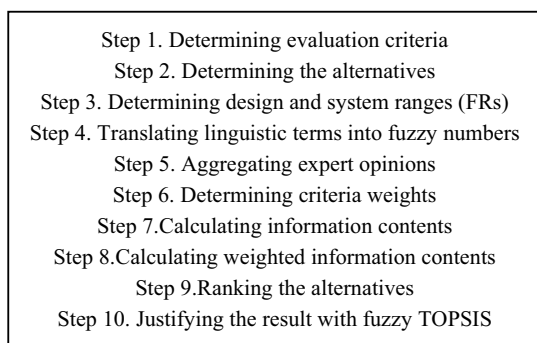 Step 1. Determining evaluation criteria
Step 2. Determining the alternatives
Step 3. Determining design and system ranges (FRs)
Step 4. Translating linguistic terms into fuzzy numbers
Step 5. Aggregating expert opinions
Step 6. Determining criteria weights
Step 7.Calculating information contents
Step 8.Calculating weighted information contents
Step 9.Ranking the alternatives
Step 10. Justifying the result with fuzzy TOPSIS